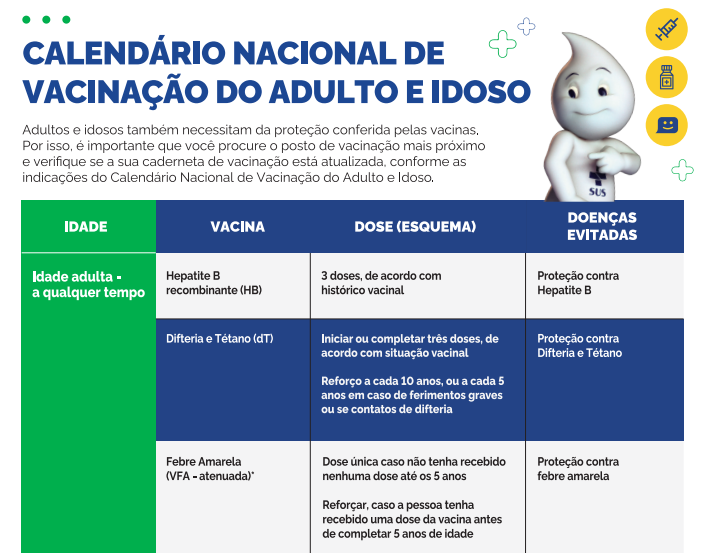 CALENDÁRIO NACIONAL DE
VACINAÇÃO DO ADULTO E IDOSO
Adultos e idosos também necessitam da proteção conferida pelas vacinas.
Por isso, é importante que você procure o posto de vacinação mais próximo
e verifique se a sua caderneta de vacinação está atualizada, conforme as
indicações do Calendário Nacional de Vacinação do Adulto e Idoso.
SUS
IDADE
VACINA
DOSE (ESQUEMA)
DOENÇAS
EVITADAS
Idade adulta -
a qualquer tempo
Hepatite B
recombinante (HB)
3 doses, de acordo com
histórico vacinal
Proteção contra
Hepatite B
Difteria e Tétano (dT)
Iniciar ou completar três doses, de
acordo com situação vacinal
Reforço a cada 10 anos, ou a cada 5
anos em caso de ferimentos graves
ou se contatos de difteria
Proteção contra
Difteria e Tétano
Febre Amarela
(VFA - atenuada)*
Dose única caso não tenha recebido
nenhuma dose até os 5 anos
Reforçar, caso a pessoa tenha
recebido uma dose da vacina antes
de completar 5 anos de idade
Proteção contra
febre amarela